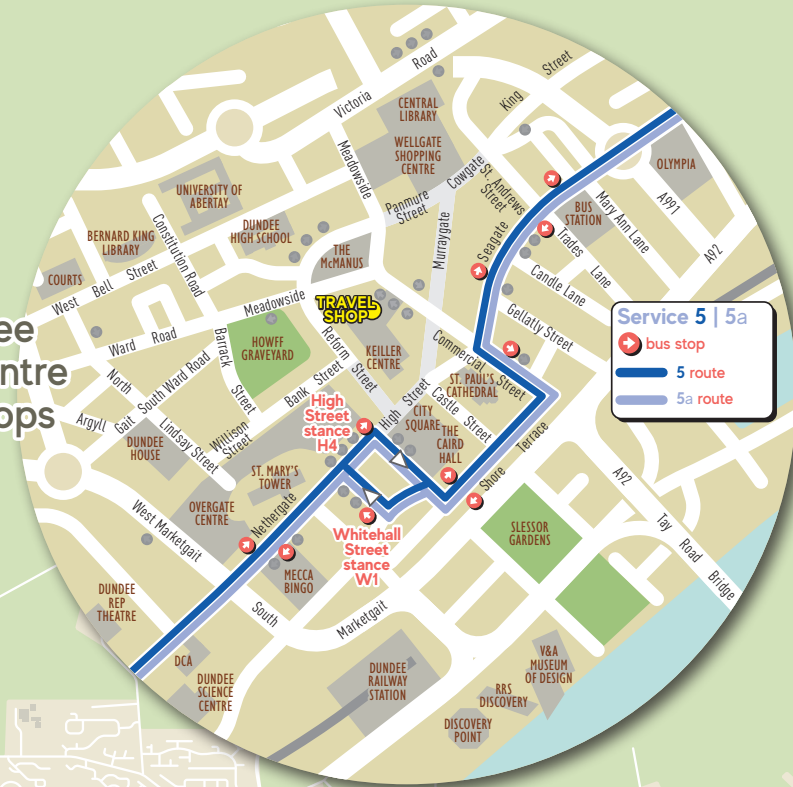 ee
ntre
ops
Road
Victoria
Street
King
CENTRAL
LIBRARY
WELLGATE
SHOPPING
CENTRE
Meadowside
Cowgate
St. Andrews
Street
Panmure
Street
Murraygate
OLYMPIA
A991
Mary Ann Lane
BUS
STATION
A92
UNIVERSITY OF
ABERTAY
DUNDEE
HIGH SCHOOL
Constitution Road
BERNARD KING
LIBRARY
THE
McMANUS
COURTS
West Bell Street
Seagate
Trades Lane
Candle Lane
Gellatly Street
Meadowside
TRAVEL
SHOP
Ward Road
HOWFF
GRAVEYARD
Barrack
Street
Reform
Street
KEILLER
CENTRE
Commercial
Street
ST. PAUL'S
CATHEDRAL
Service 5 | 5a
bus stop
5 route
5a route
North
South Ward Road
Bank Street
High Street
Castle Street
Argyll
Gait
Lindsay Street
Willison
Street
High
Street
stance
H4
CITY
SQUARE
THE
CAIRD
HALL
DUNDEE
HOUSE
ST. MARY'S
TOWER
Shore
Terrace
A92
OVERGATE
CENTRE
Nethergate
West Marketgait
Whitehall
Street
stance
W1
SLESSOR
GARDENS
Tay Road
Bridge
MECCA
BINGO
DUNDEE
REP
THEATRE
South
Marketgait
DCA
DUNDEE
SCIENCE
CENTRE
DUNDEE
RAILWAY
STATION
V&A
MUSEUM
OF DESIGN
RRS
DISCOVERY
DISCOVERY
POINT